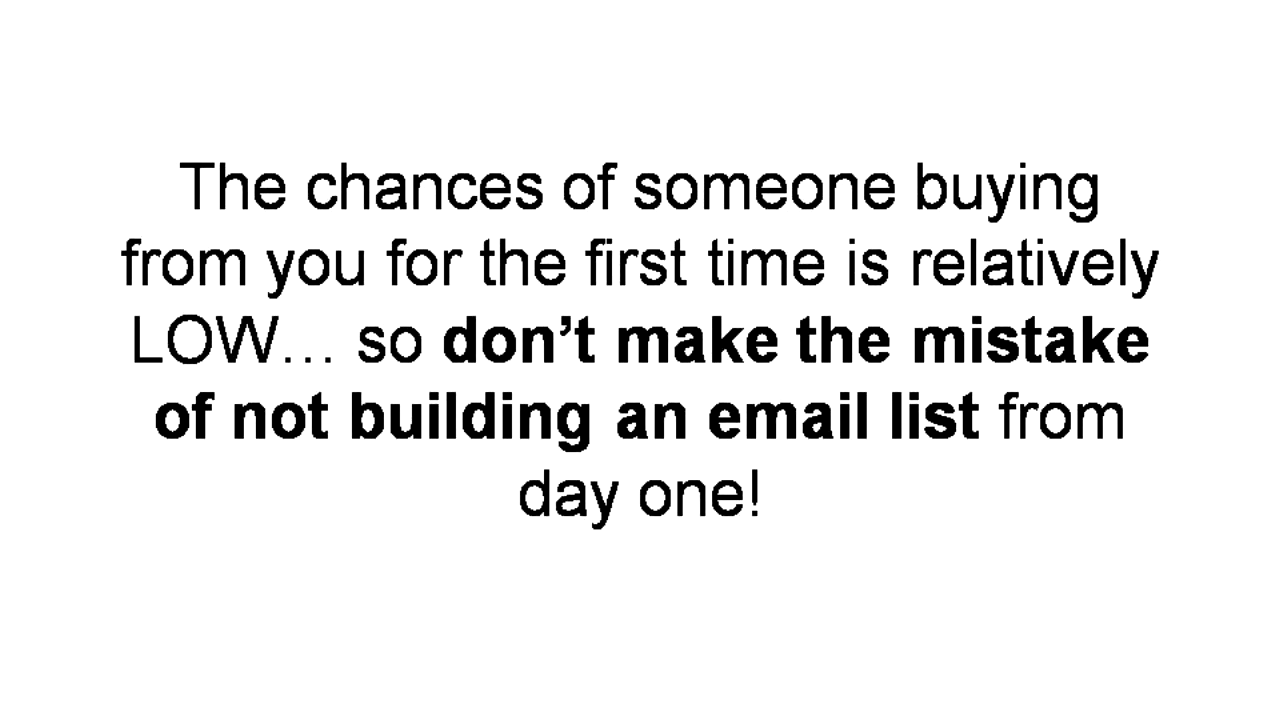 The chances of someone buying
from you for the first time is relatively
LOW… so don’t make the mistake
of not building an email list from
day one!